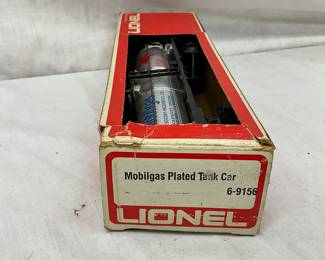 LIONEL
Mobilgas Plated Tank Car
6-9156
LIONEL